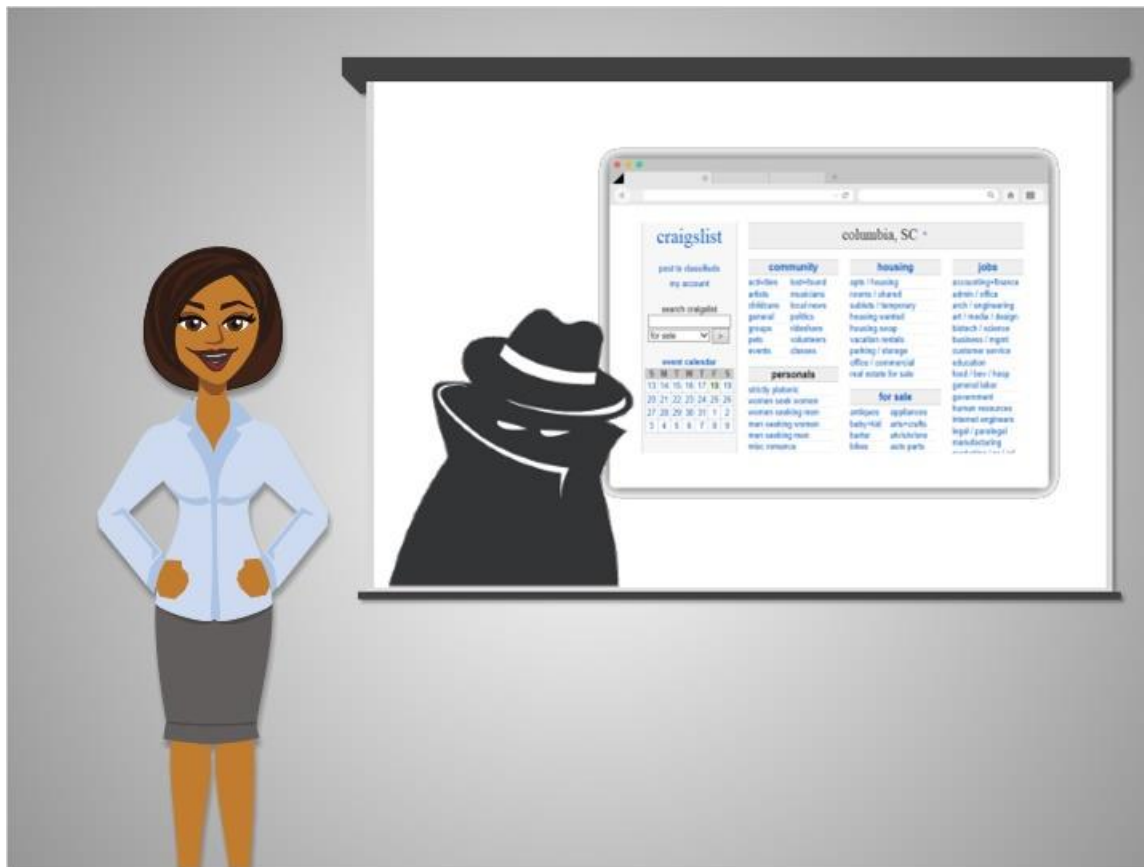 craigslist
post to classifieds
my account
search craigslist
for sale >
event calendar
S M T W T F S
13 14 15 16 17 18 19
20 21 22 23 24 25 26
27 28 29 30 31 1 2
3 4 5 6 7 8 9
columbia, SC
community
activities lost+found
artists musicians
childcare local news
general politics
groups rideshare
pets volunteers
events classes
personals
strictly platonic
women seek women
women seeking men
men seeking women
men seeking men
misc romance
housing
apts / housing
rooms / shared
sublets / temporary
housing wanted
housing swap
vacation rentals
parking / storage
office / commercial
real estate for sale
for sale
antiques appliances
baby+kid arts+crafts
barter atv/utv/sno
bikes auto parts
jobs
accounting+finance
admin / office
arch / engineering
art / media / design
biotech / science
business / mgmt
customer service
education
food / bev / hosp
general labor
government
human resources
internet engineers
legal / paralegal
manufacturing